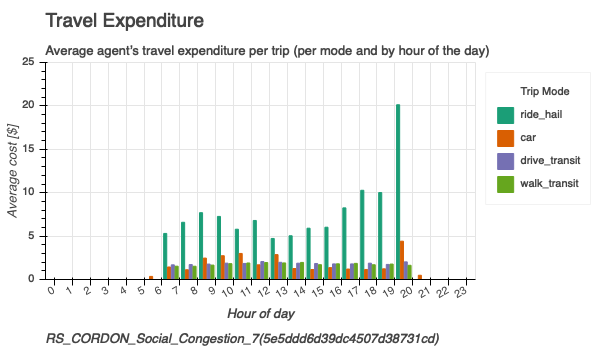 Travel Expenditure
Average agent's travel expenditure per trip (per mode and by hour of the day)
25
20
15
10
5
0
Average cost [$]
0 1 2 3 4 5 6 7 8 9 10 11 12 13 14 15 16 17 18 19 20 21 22 23
Hour of day
Trip Mode
ride_hail
car
drive_transit
walk_transit
RS_CORDON_Social_Congestion_7(5e5ddd6d39dc4507d38731cd)